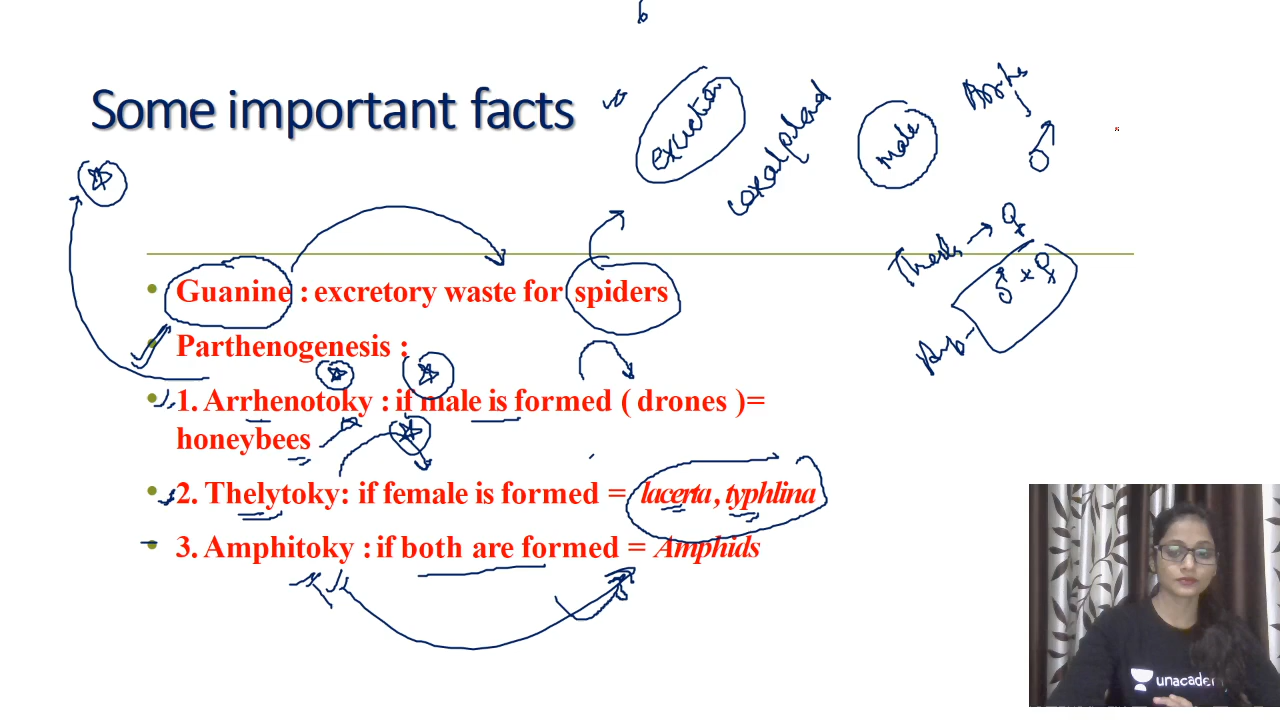 b
Some important facts
excretion
coxal gland
male
♂
→ ♀
♂ × ♀
Guanine : excretory waste for spiders
Parthenogenesis :
1. Arrhenotoky : if male is formed ( drones )=
honeybees
2. Thelytoky: if female is formed = lacerta , typhlina
3. Amphitoky : if both are formed = Amphids
unacade